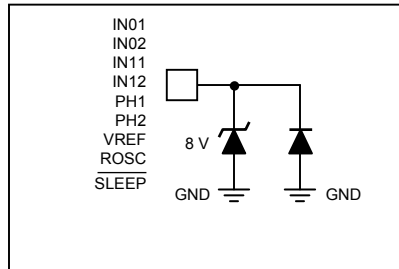 IN01
IN02
IN11
IN12
PH1
PH2
VREF
ROSC
SLEEP
8 V
GND
GND